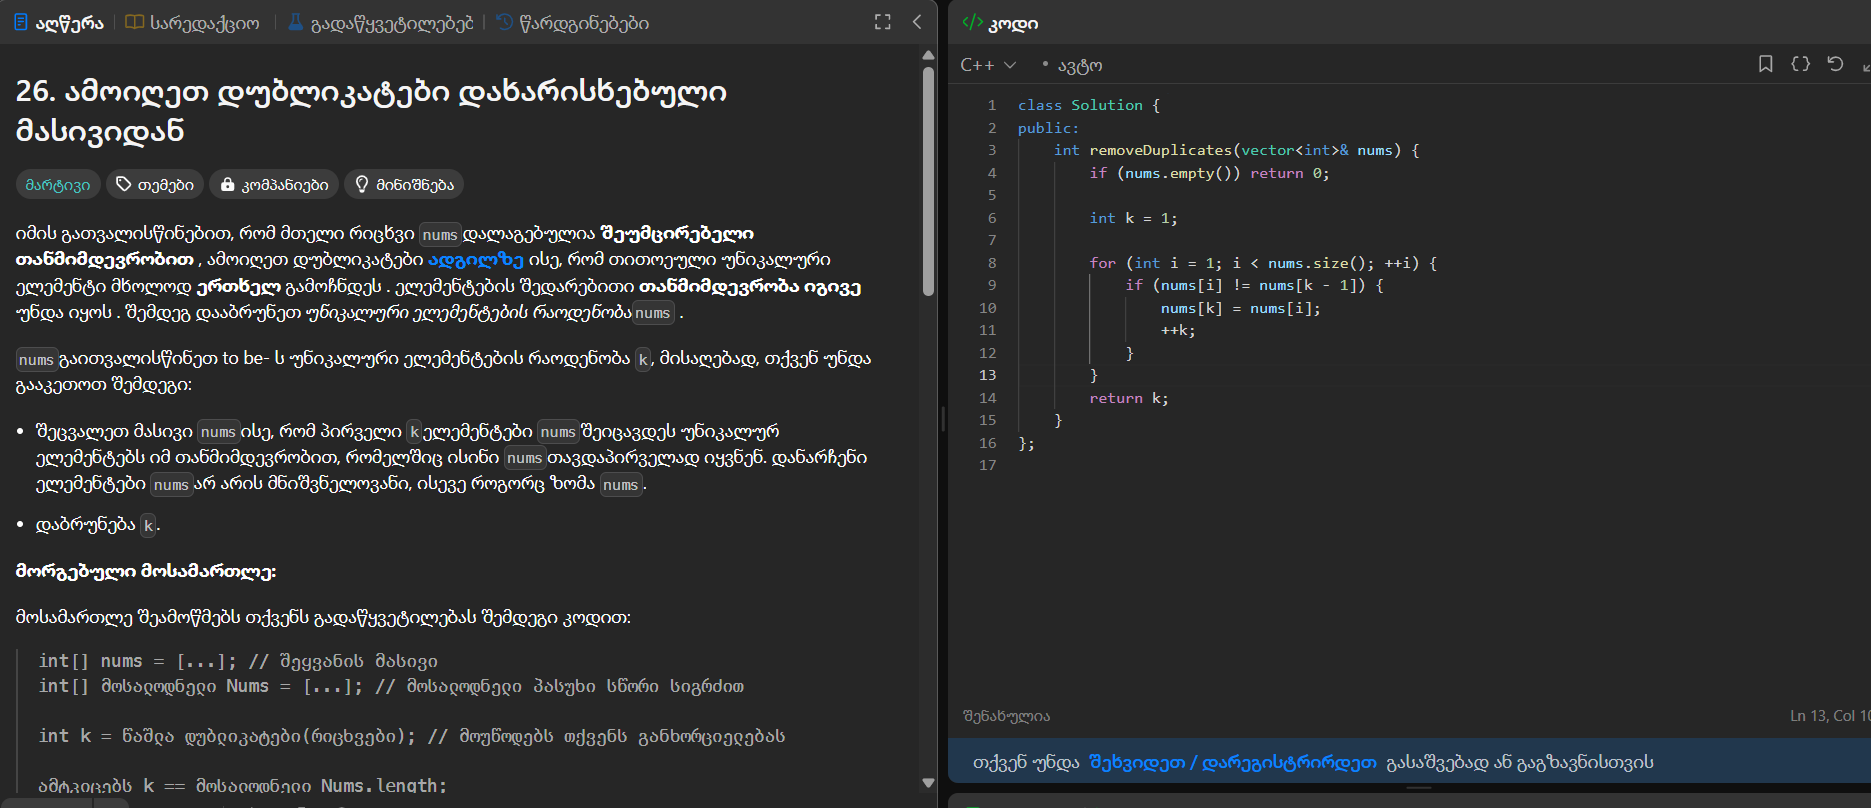 აღწერა
სარედაქციო
გადაწყვეტილებებ
წარდგინებები
26. ამოიღეთ დუბლიკატები დახარისხებული
მასივიდან
მარტივი
თემები
კომპანიები
მინიშნება
იმის გათვალისწინებით, რომ მთელი რიცხვი nums დალაგებულია შეუმცირებელი
თანმიმდევრობით , ამოიღეთ დუბლიკატები ადგილზე ისე, რომ თითოეული უნიკალური
ელემენტი მხოლოდ ერთხელ გამოჩნდეს . ელემენტების შედარებითი თანმიმდევრობა იგივე
უნდა იყოს . შემდეგ დააბრუნეთ უნიკალური ელემენტების რაოდენობა nums .
nums გაითვალისწინეთ to be- ს უნიკალური ელემენტების რაოდენობა k, მისაღებად, თქვენ უნდა
გააკეთოთ შემდეგი:
• შეცვალეთ მასივი nums ისე, რომ პირველი k ელემენტები nums შეიცავდეს უნიკალურ
ელემენტებს იმ თანმიმდევრობით, რომელშიც ისინი nums თავდაპირველად იყვნენ. დანარჩენი
ელემენტები nums არ არის მნიშვნელოვანი, ისევე როგორც ზომა nums.
• დაბრუნება k.
მორგებული მოსამართლე:
მოსამართლე შეამოწმებს თქვენს გადაწყვეტილებას შემდეგი კოდით:
int[] nums = [...]; // შეყვანის მასივი
int[] მოსალოდნელი Nums = [...]; // მოსალოდნელი პასუხი სწორი სიგრძით
int k = წაშლა დუბლიკატები(რიცხვები); // მოუწოდებს თქვენს განხორციელებას
ამტკიცებს k == მოსალოდნელი Nums.length;
</> კოდი
C++
• ავტო
1 class Solution {
2 public:
3 int removeDuplicates(vector<int>& nums) {
4 if (nums.empty()) return 0;
5
6 int k = 1;
7
8 for (int i = 1; i < nums.size(); ++i) {
9 if (nums[i] != nums[k - 1]) {
10 nums[k] = nums[i];
11 ++k;
12 }
13 }
14 return k;
15 }
16 };
17
შენახულია
Ln 13, Col 10
თქვენ უნდა შეხვიდეთ / დარეგისტრირდეთ გასაშვებად ან გაგზავნისთვის